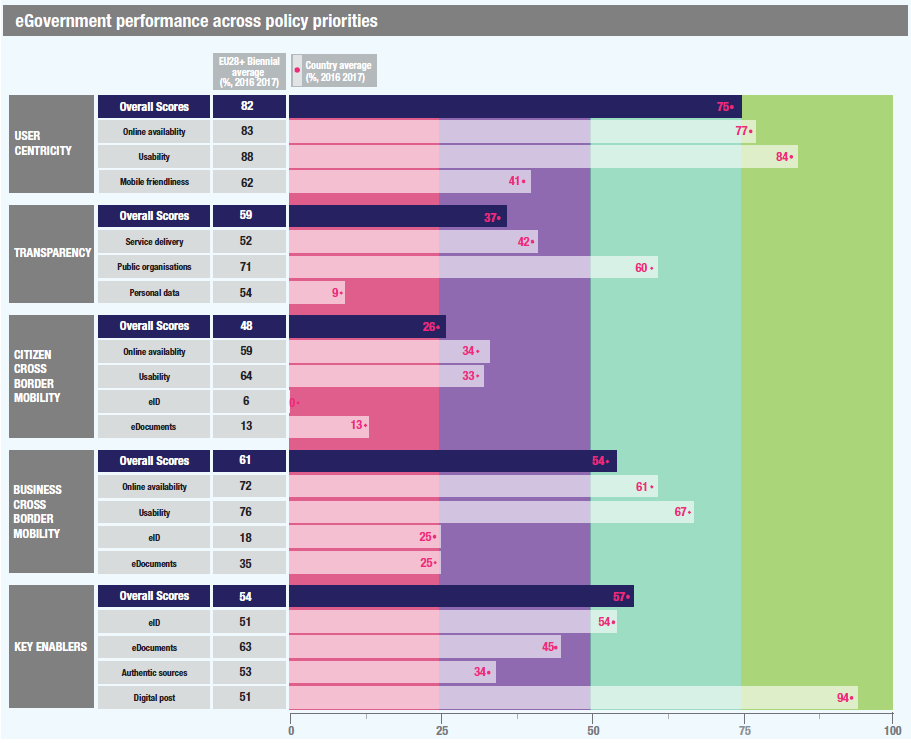 eGovernment performance across policy priorities
EU28+ Biennial
average
(%, 2016 2017)
Country average
(%, 2016 2017)
USER
CENTRICITY
Overall Scores 82 75
Online availablity 83 77
Usability 88 84
Mobile friendliness 62 41
TRANSPARENCY
Overall Scores 59 37
Service delivery 52 42
Public organisations 71 60
Personal data 54 9
CITIZEN
CROSS
BORDER
MOBILITY
Overall Scores 48 26
Online availablity 59 34
Usability 64 33
eID 6 0
eDocuments 13 13
BUSINESS
CROSS
BORDER
MOBILITY
Overall Scores 61 54
Online availability 72 61
Usability 76 67
eID 18 25
eDocuments 35 25
KEY ENABLERS
Overall Scores 54 57
eID 51 54
eDocuments 63 45
Authentic sources 53 34
Digital post 51 94
0 25 50 75 100